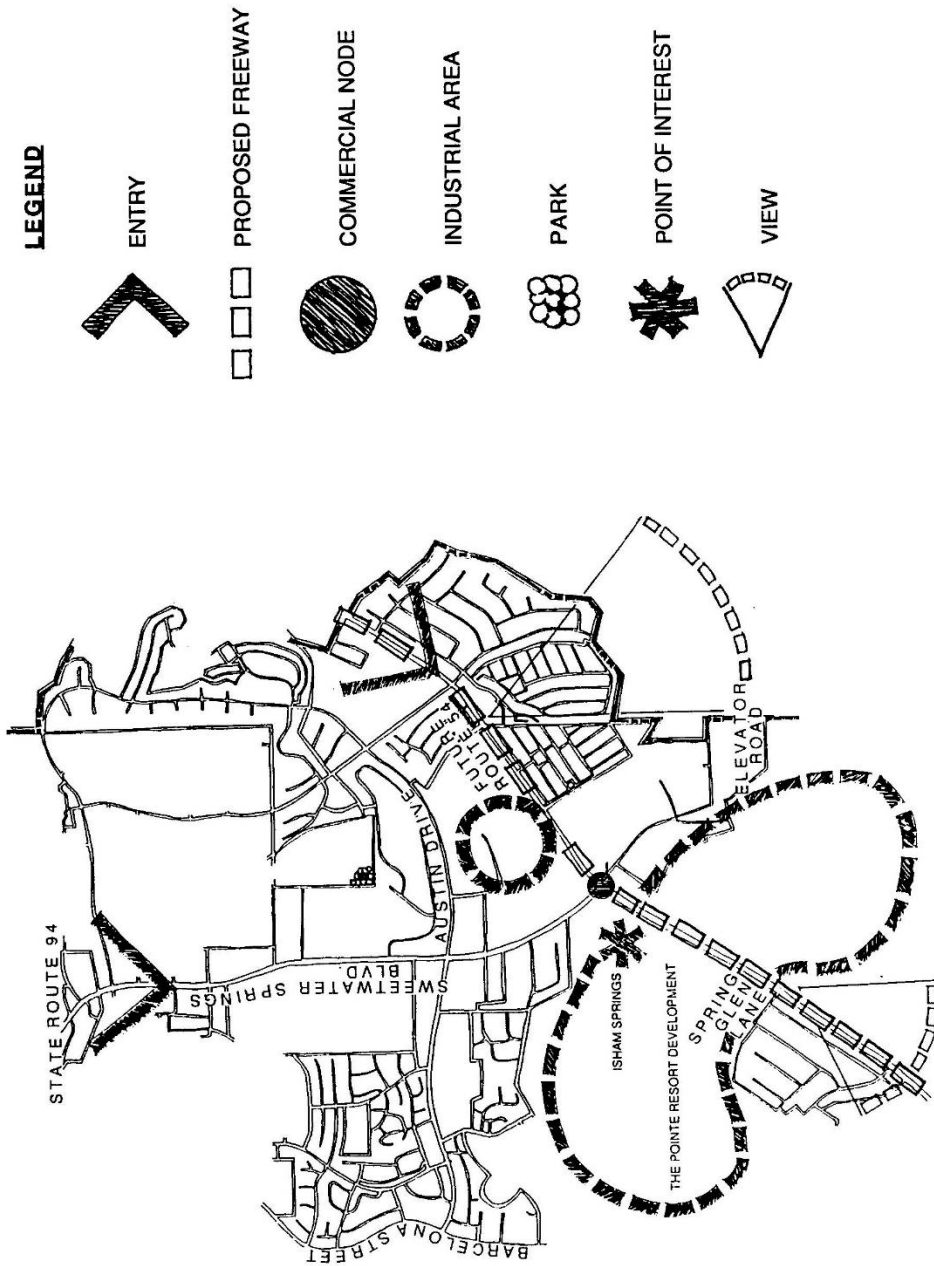 LEGEND
ENTRY
PROPOSED FREEWAY
COMMERCIAL NODE
INDUSTRIAL AREA
PARK
POINT OF INTEREST
VIEW
STATE ROUTE 94
SWEETWATER SPRINGS
BLVD.
AUSTIN DRIVE
FUTURE
ROUTE 54
BARCELONA STREET
ELEVATOR
ROAD
ISHAM SPRINGS
THE POINTE RESORT DEVELOPMENT
SPRING
GLEN
LANE